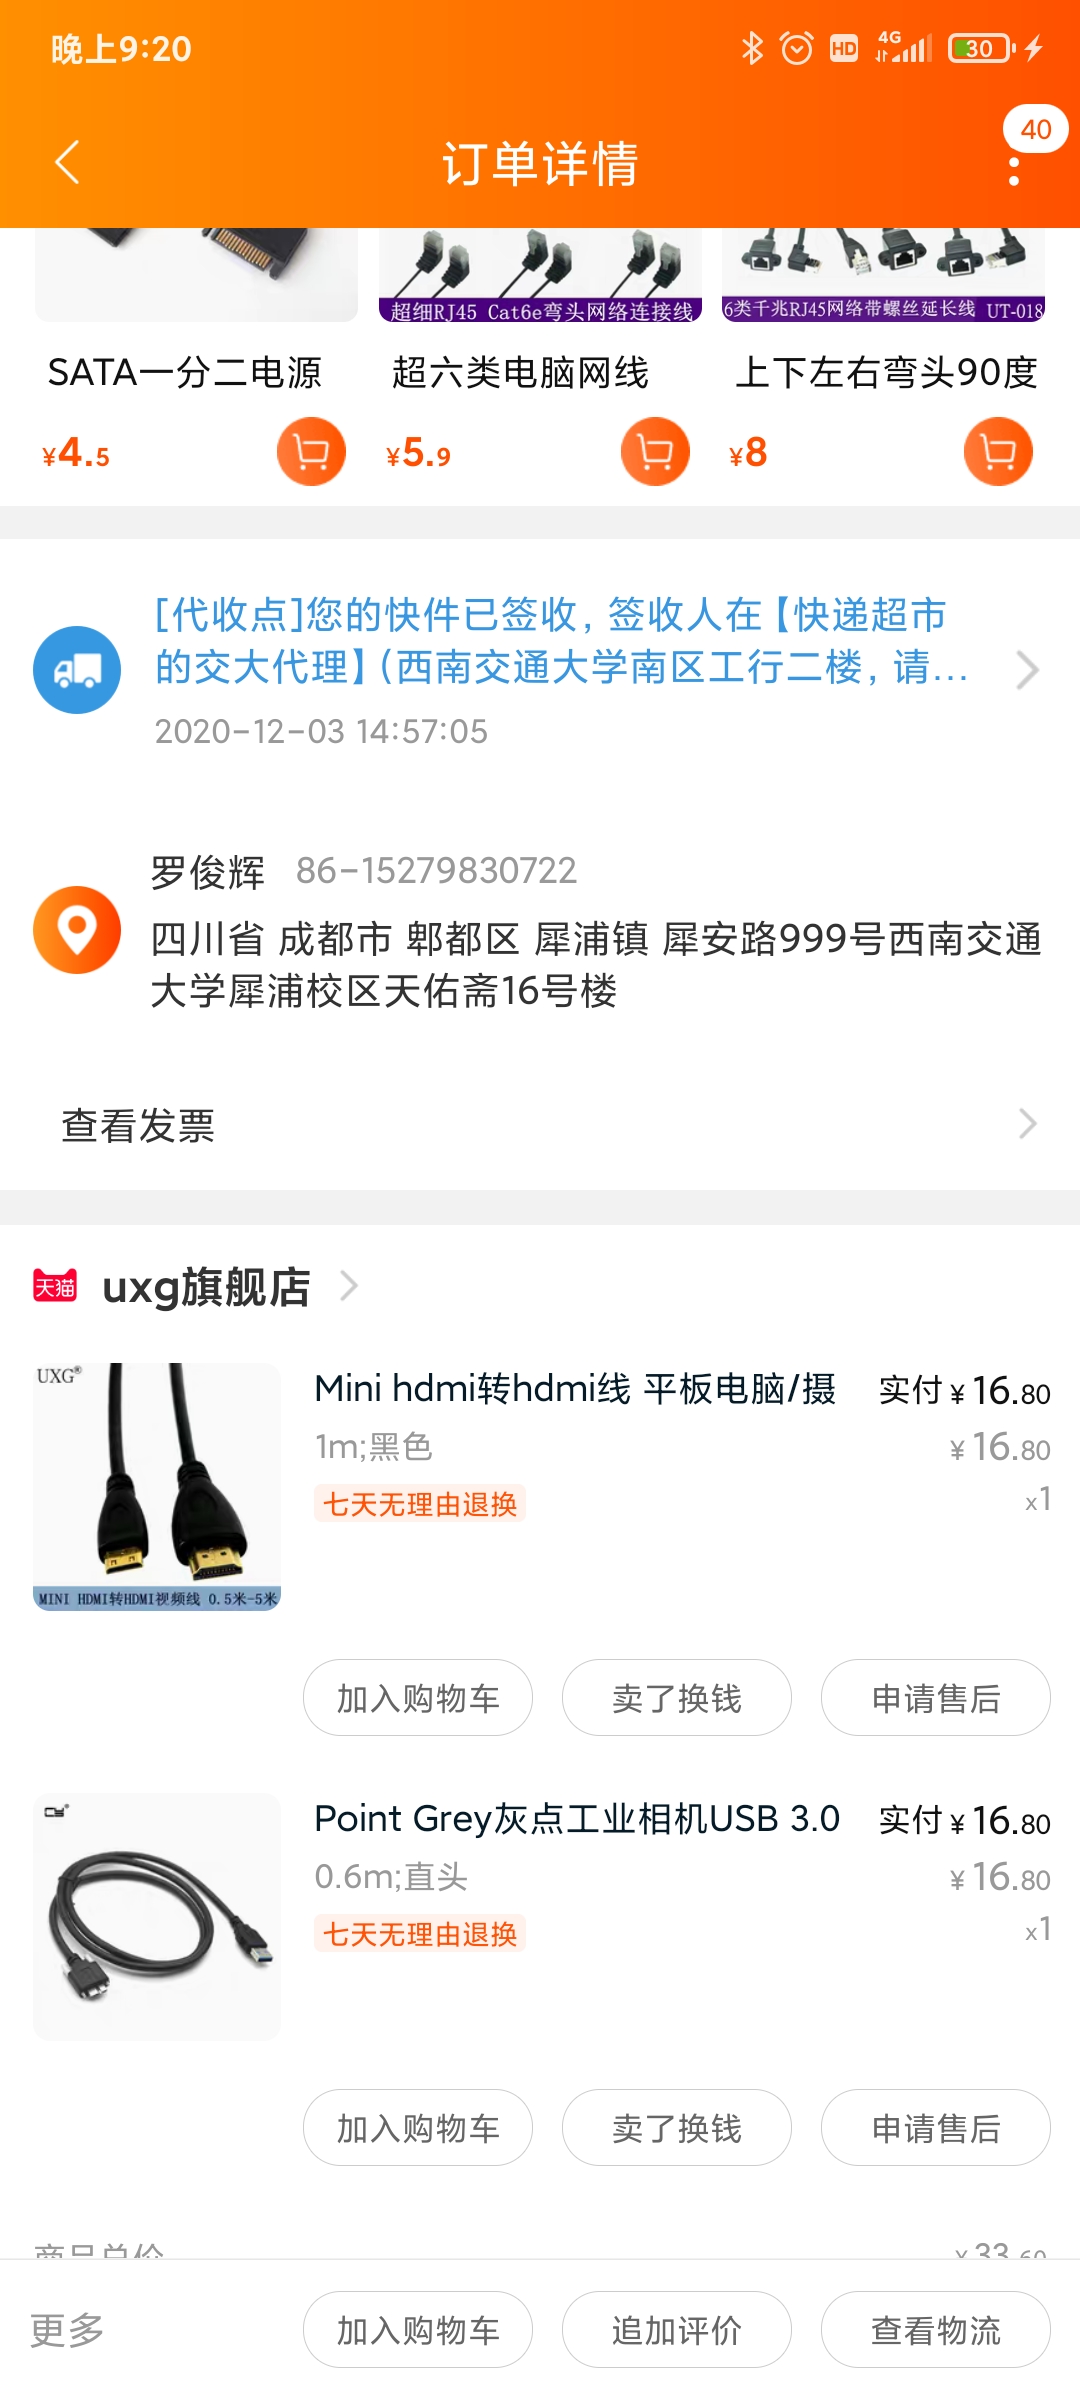 晚上9:20
HD 4G 30
40
订单详情
超细RJ45 Cat6e弯头网络连接线
6类千兆RJ45网络带螺丝延长线 UT-018
SATA一分二电源
超六类电脑网线
上下左右弯头90度
¥4.5
¥5.9
¥8
[代收点]您的快件已签收，签收人在【快递超市
的交大代理】（西南交通大学南区工行二楼，请...
2020-12-03 14:57:05
罗俊辉 86-15279830722
四川省 成都市 郫都区 犀浦镇 犀安路999号西南交通
大学犀浦校区天佑斋16号楼
查看发票
天猫 uxg旗舰店
UXG®
MINI HDMI转HDMI视频线 0.5米-5米
Mini hdmi转hdmi线 平板电脑/摄 实付¥16.80
1m;黑色 ¥16.80
七天无理由退换 x1
加入购物车 卖了换钱 申请售后
Point Grey灰点工业相机USB 3.0 实付¥16.80
0.6m;直头 ¥16.80
七天无理由退换 x1
加入购物车 卖了换钱 申请售后
商品总价 ¥33.60
更多 加入购物车 追加评价 查看物流